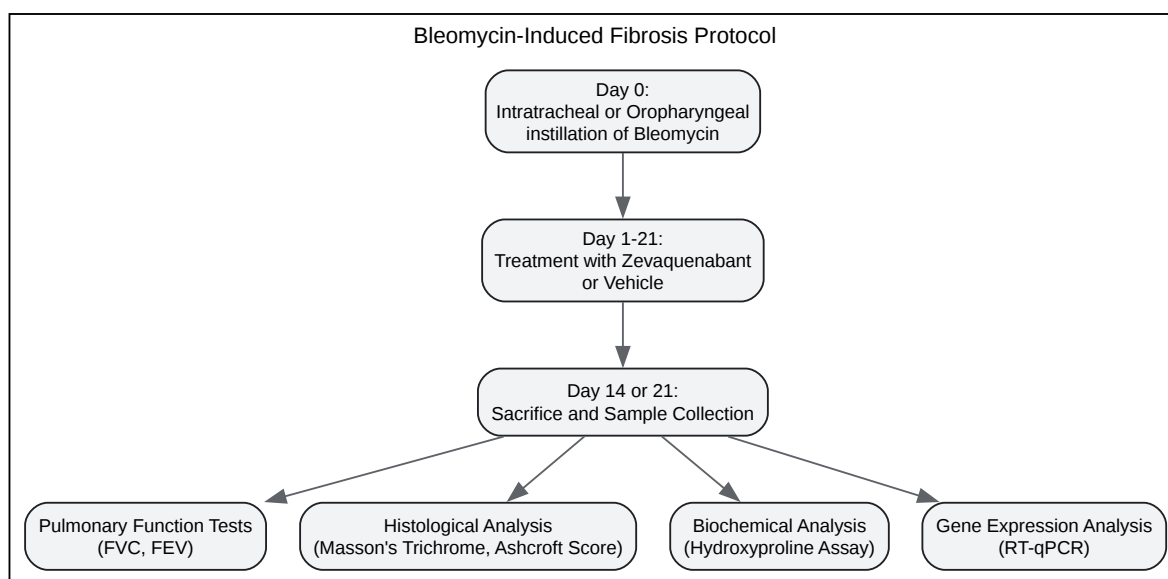 Bleomycin-Induced Fibrosis Protocol
Day 0:
Intratracheal or Oropharyngeal
instillation of Bleomycin
Day 1-21:
Treatment with Zevaquenabant
or Vehicle
Day 14 or 21:
Sacrifice and Sample Collection
Pulmonary Function Tests
(FVC, FEV)
Histological Analysis
(Masson's Trichrome, Ashcroft Score)
Biochemical Analysis
(Hydroxyproline Assay)
Gene Expression Analysis
(RT-qPCR)